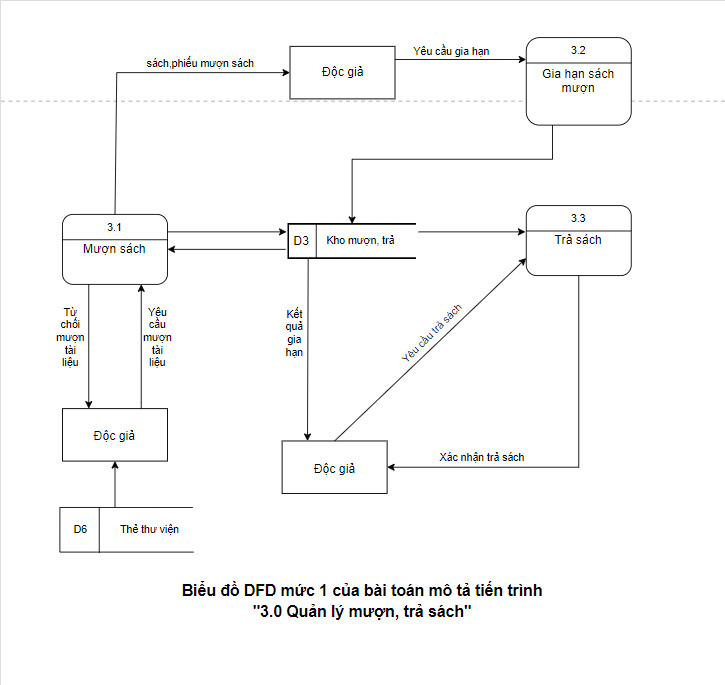 sách,phiếu mượn sách
Độc giả
Yêu cầu gia hạn
3.2
Gia hạn sách
mượn
3.1
Mượn sách
D3
Kho mượn, trả
3.3
Trả sách
Từ
chối
mượn
tài
liệu
Yêu
cầu
mượn
tài
liệu
Kết
quả
gia
hạn
Yêu cầu trả sách
Độc giả
Độc giả
Xác nhận trả sách
D6
Thẻ thư viện
Biểu đồ DFD mức 1 của bài toán mô tả tiến trình
"3.0 Quản lý mượn, trả sách"